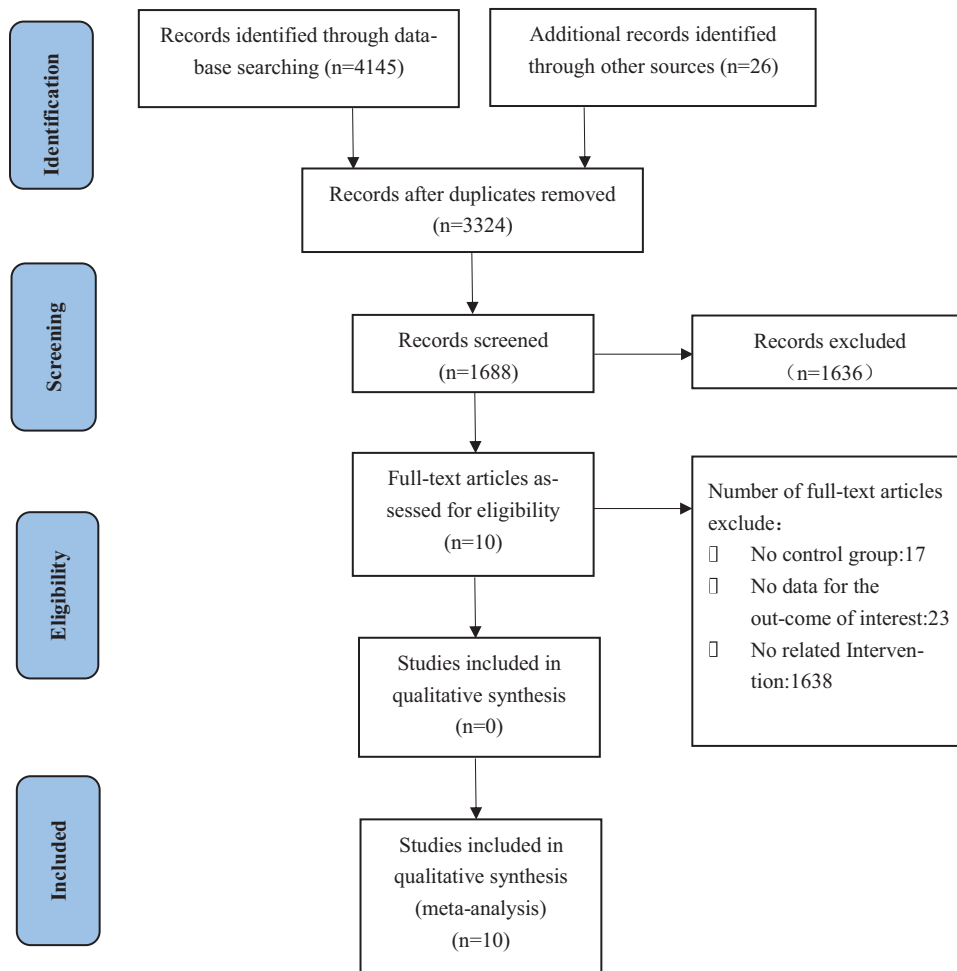 Identification
Records identified through data-
base searching (n=4145)
Additional records identified
through other sources (n=26)
Records after duplicates removed
(n=3324)
Screening
Records screened
(n=1688)
Records excluded
（n=1636）
Eligibility
Full-text articles as-
sessed for eligibility
(n=10)
Number of full-text articles
exclude：
No control group:17
No data for the
out-come of interest:23
No related Interven-
tion:1638
Studies included in
qualitative synthesis
(n=0)
Included
Studies included in
qualitative synthesis
(meta-analysis)
(n=10)